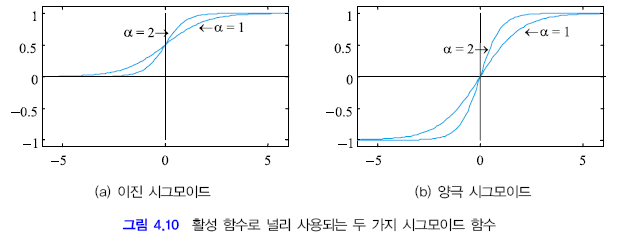 1
0.5
0
−0.5
−1
−5
0
5
α = 2
α = 1
(a) 이진 시그모이드
1
0.5
0
−0.5
−1
−5
0
5
α = 2
α = 1
(b) 양극 시그모이드
그림 4.10 활성 함수로 널리 사용되는 두 가지 시그모이드 함수